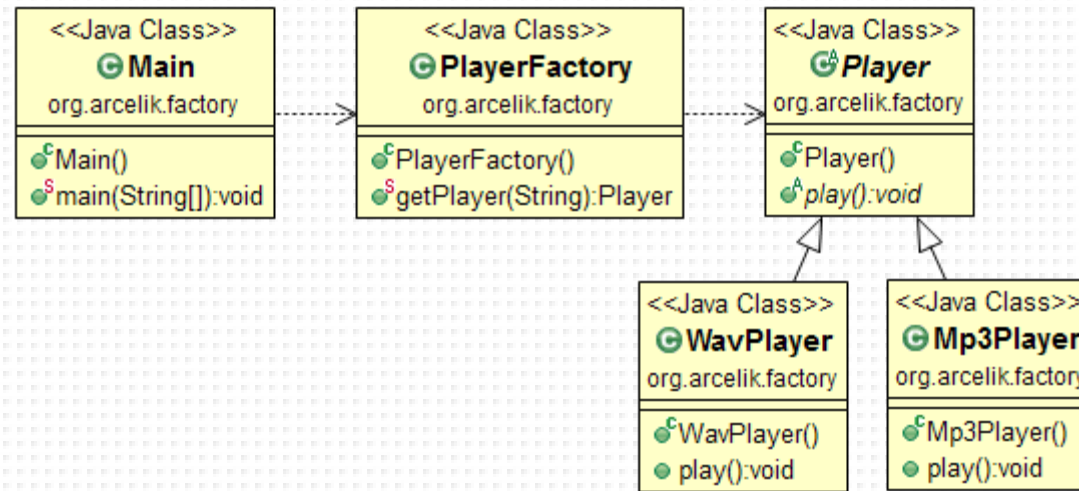 <<Java Class>>
Main
org.arcelik.factory
Main()
main(String[]):void
<<Java Class>>
PlayerFactory
org.arcelik.factory
PlayerFactory()
getPlayer(String):Player
<<Java Class>>
Player
org.arcelik.factory
Player()
play():void
<<Java Class>>
WavPlayer
org.arcelik.factory
WavPlayer()
play():void
<<Java Class>>
Mp3Player
org.arcelik.factory
Mp3Player()
play():void